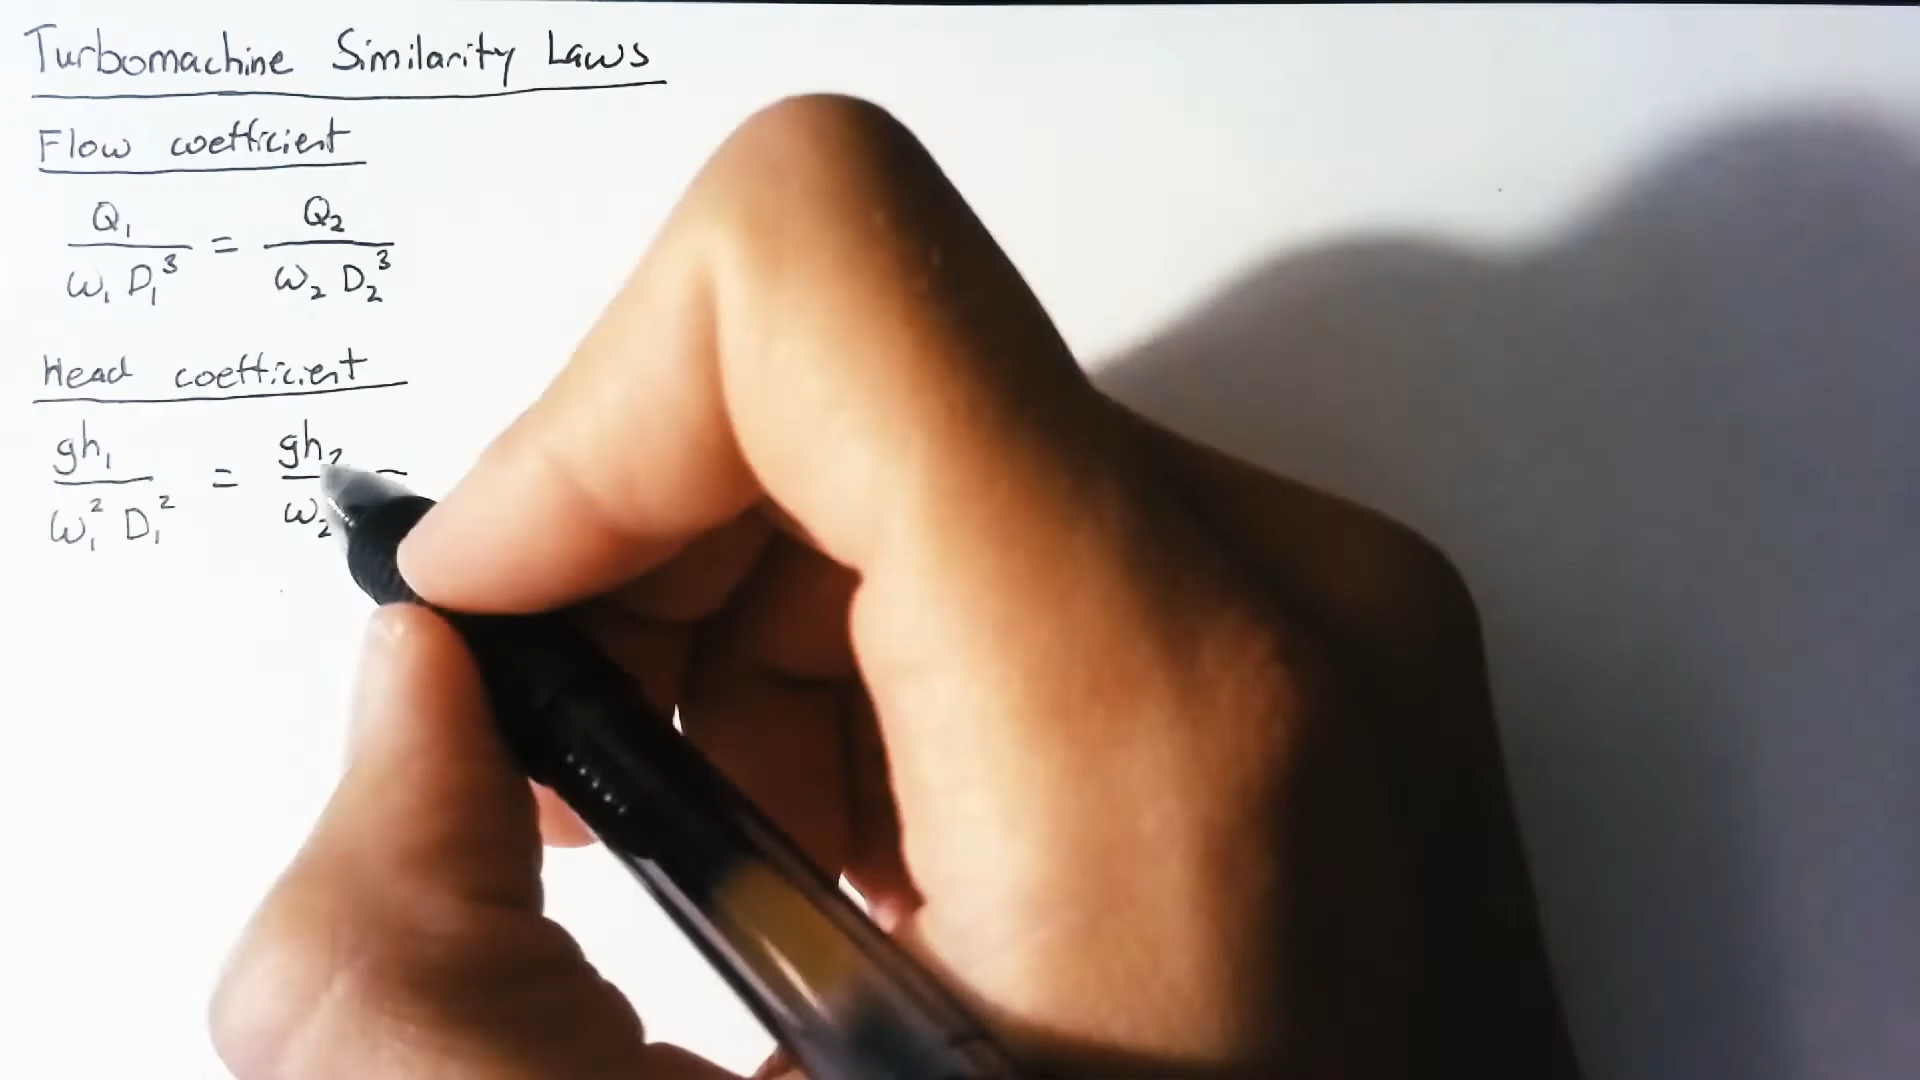 Turbomachine Similarity Laws
Flow coefficient
Q₁ / ω₁ D₁³ = Q₂ / ω₂ D₂³
Head coefficient
gh₁ / ω₁² D₁² = gh₂ / ω₂